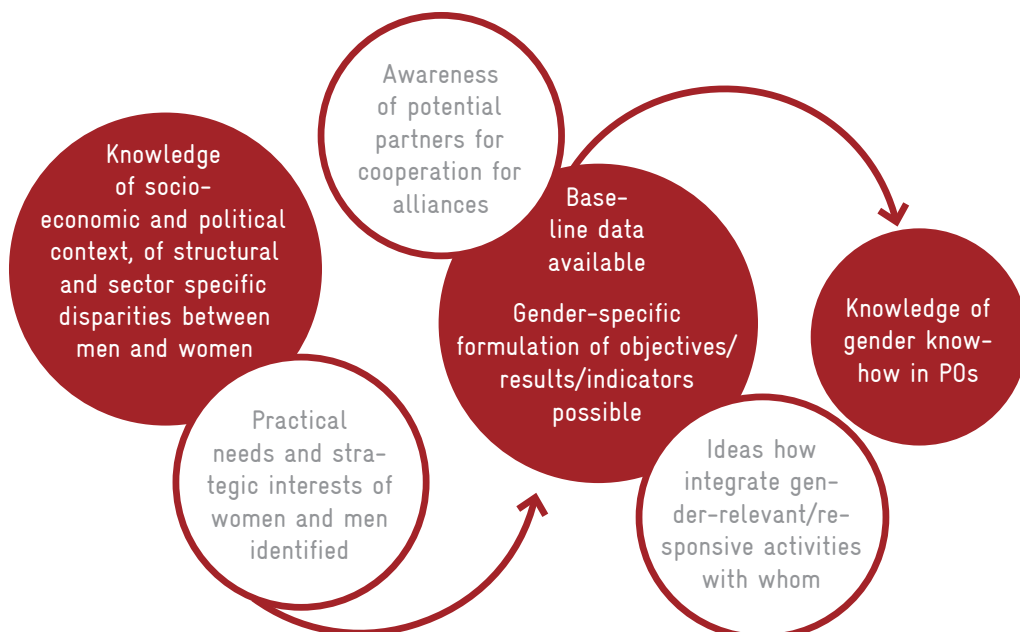 Knowledge
of socio-
economic and political
context, of structural
and sector specific
disparities between
men and women
Practical
needs and stra-
tegic interests of
women and men
identified
Awareness
of potential
partners for
cooperation for
alliances
Base-
line data
available
Gender-specific
formulation of objectives/
results/indicators
possible
Ideas how
integrate gen-
der-relevant/re-
sponsive activities
with whom
Knowledge of
gender know-
how in POs